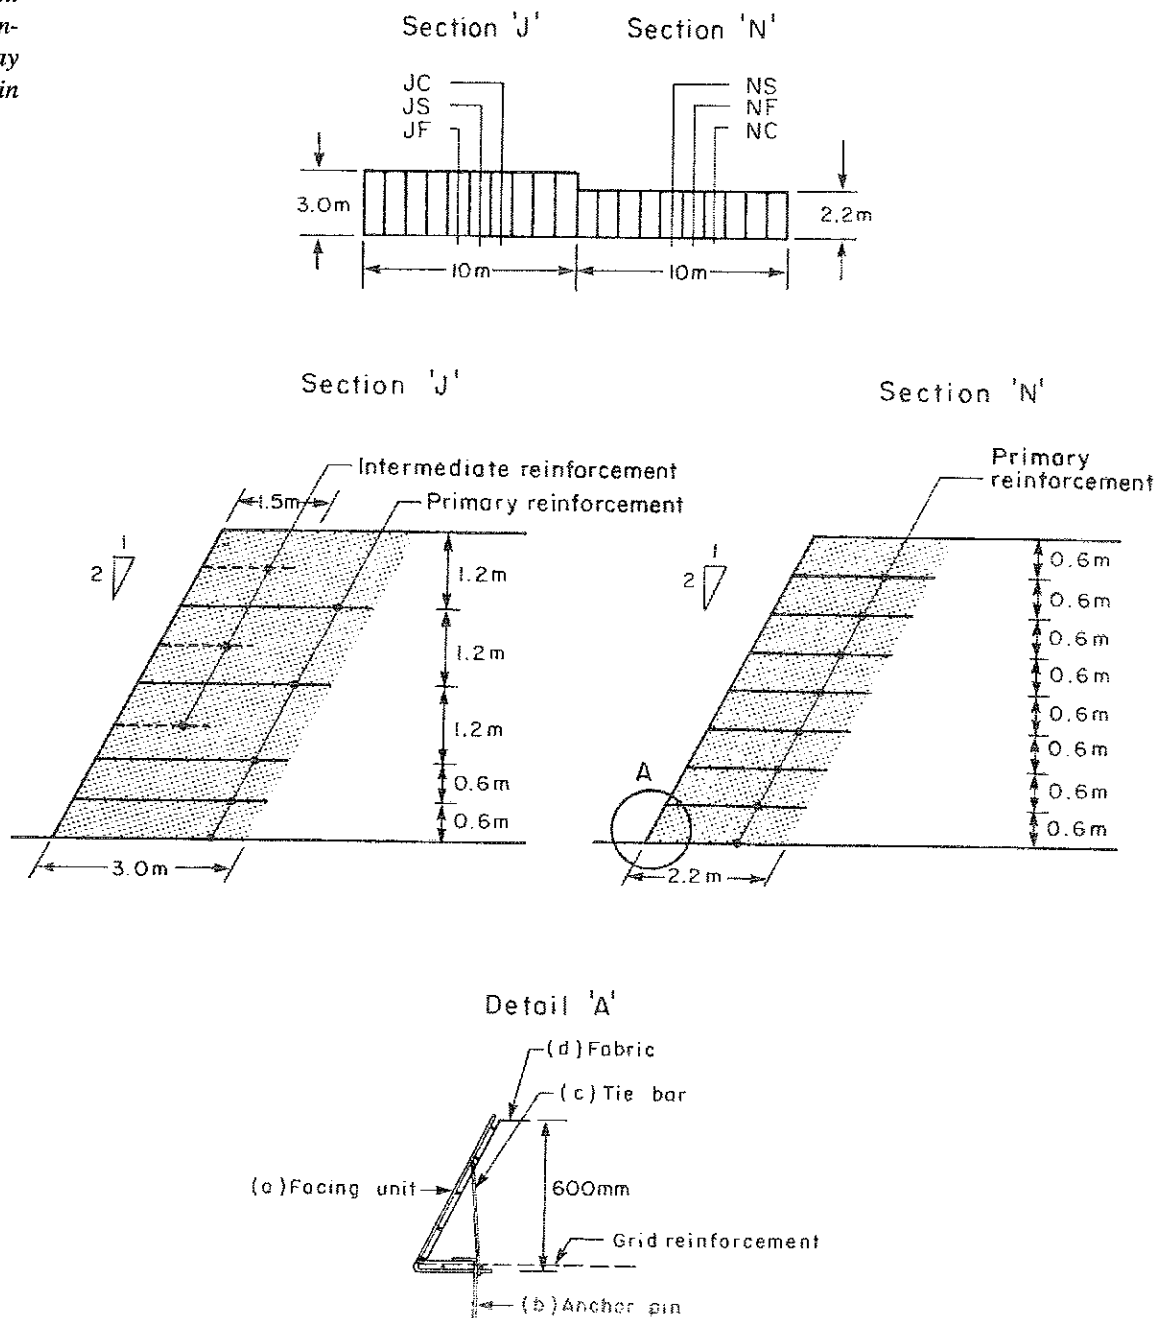 n-
ay
in
Section 'J'
Section 'N'
JC
JS
JF
NS
NF
NC
3.0m
2.2m
10m
10m
Section 'J'
Section 'N'
Intermediate reinforcement
Primary reinforcement
1.5m
1
2
1.2m
1.2m
1.2m
0.6m
0.6m
3.0m
Primary
reinforcement
1
2
0.6m
0.6m
0.6m
0.6m
0.6m
0.6m
0.6m
0.6m
A
2.2m
Detail 'A'
(d) Fabric
(c) Tie bar
(a) Facing unit
600mm
Grid reinforcement
(b) Anchor pin